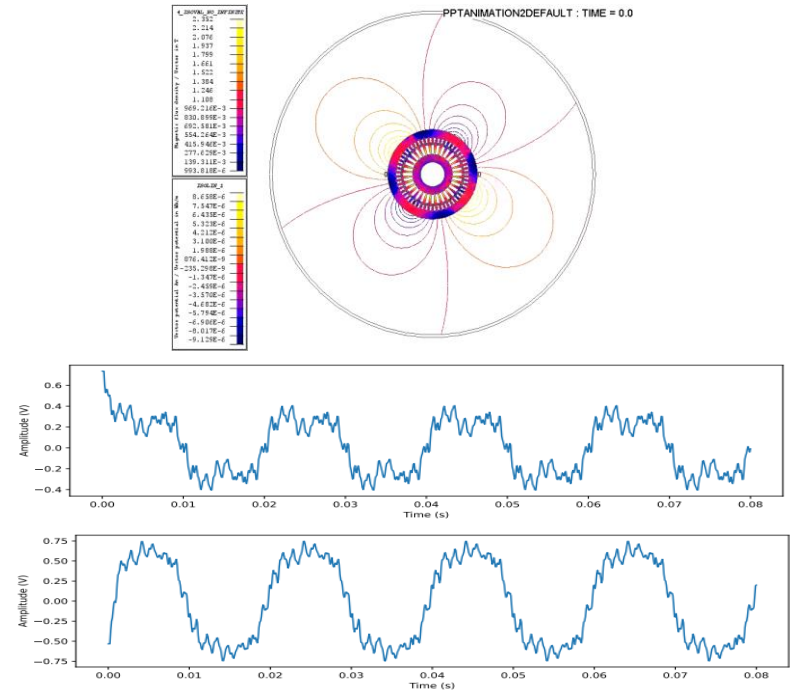 PPTANIMATION2DEFAULT : TIME = 0.0
2.352
2.214
2.076
1.937
1.799
1.661
1.522
1.384
1.246
1.108
969.216E-3
830.899E-3
692.581E-3
554.264E-3
415.946E-3
277.629E-3
139.311E-3
993.818E-6
Magnetic flux density / Vector in T
8.658E-6
7.547E-6
6.435E-6
5.323E-6
4.212E-6
3.100E-6
1.988E-6
876.412E-9
-235.298E-9
-1.347E-6
-2.459E-6
-3.570E-6
-4.682E-6
-5.794E-6
-6.906E-6
-8.017E-6
-9.129E-6
Amplitude (V)
0.6
0.4
0.2
0.0
−0.2
−0.4
0.00 0.01 0.02 0.03 0.04 0.05 0.06 0.07 0.08
Time (s)
Amplitude (V)
0.75
0.50
0.25
0.00
−0.25
−0.50
−0.75
0.00 0.01 0.02 0.03 0.04 0.05 0.06 0.07 0.08
Time (s)